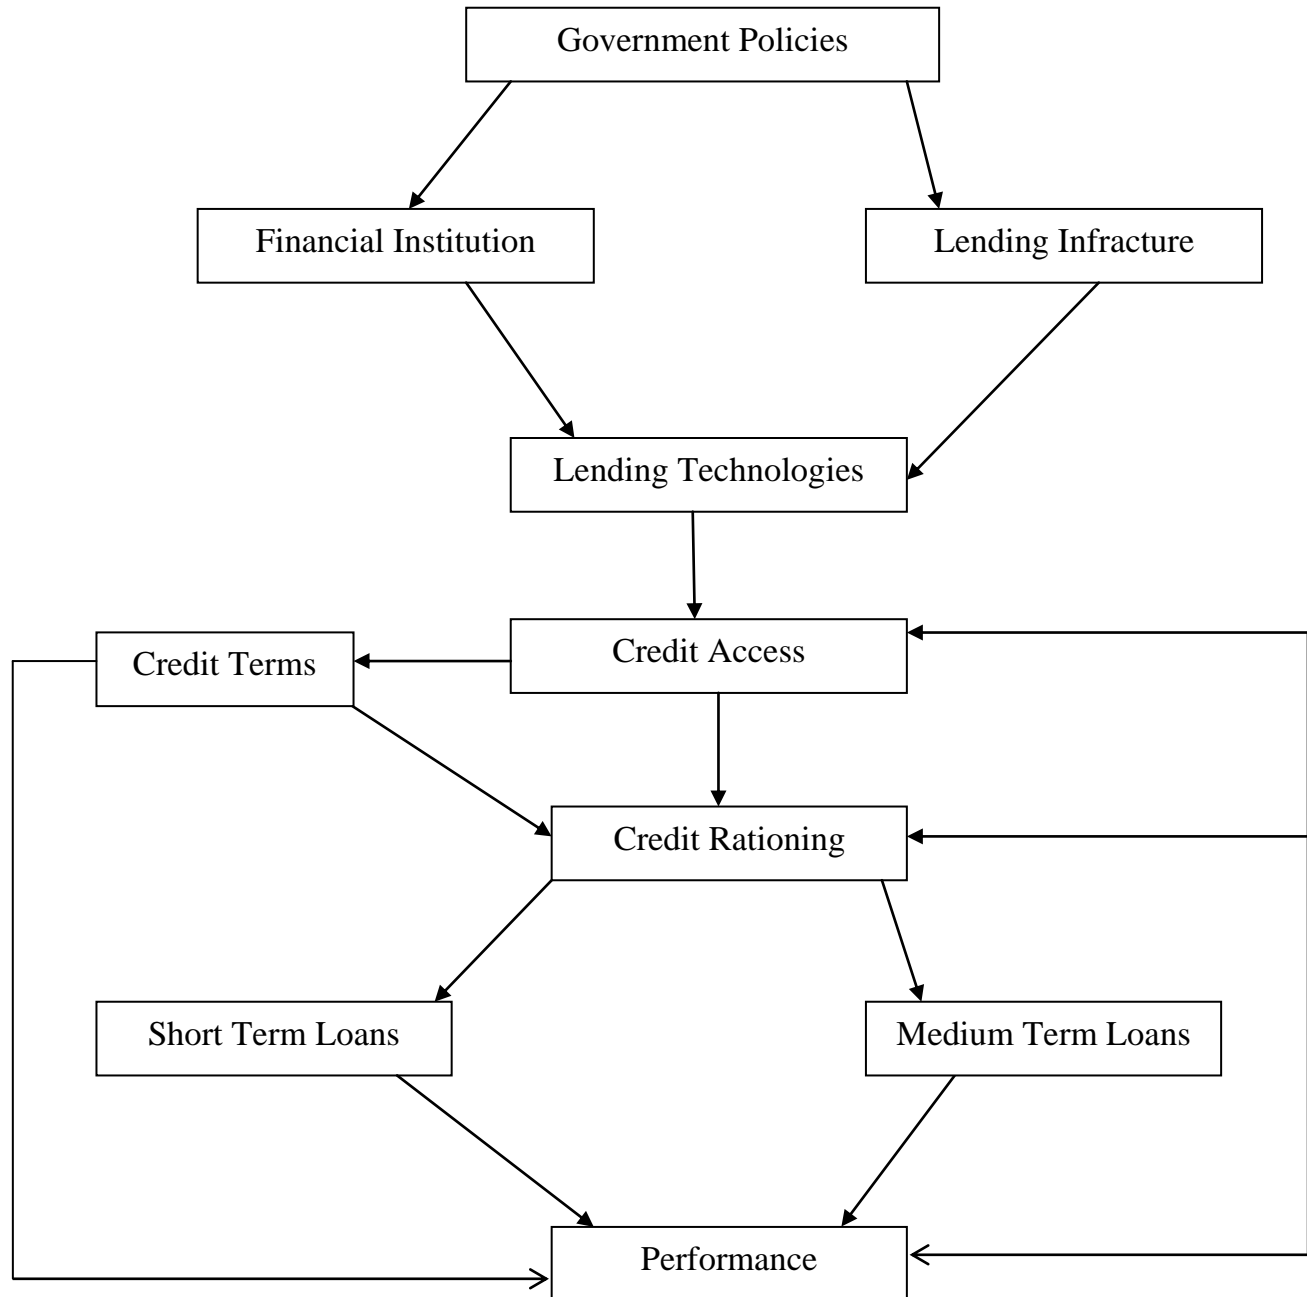 Government Policies
Financial Institution
Lending Infracture
Lending Technologies
Credit Terms
Credit Access
Credit Rationing
Short Term Loans
Medium Term Loans
Performance